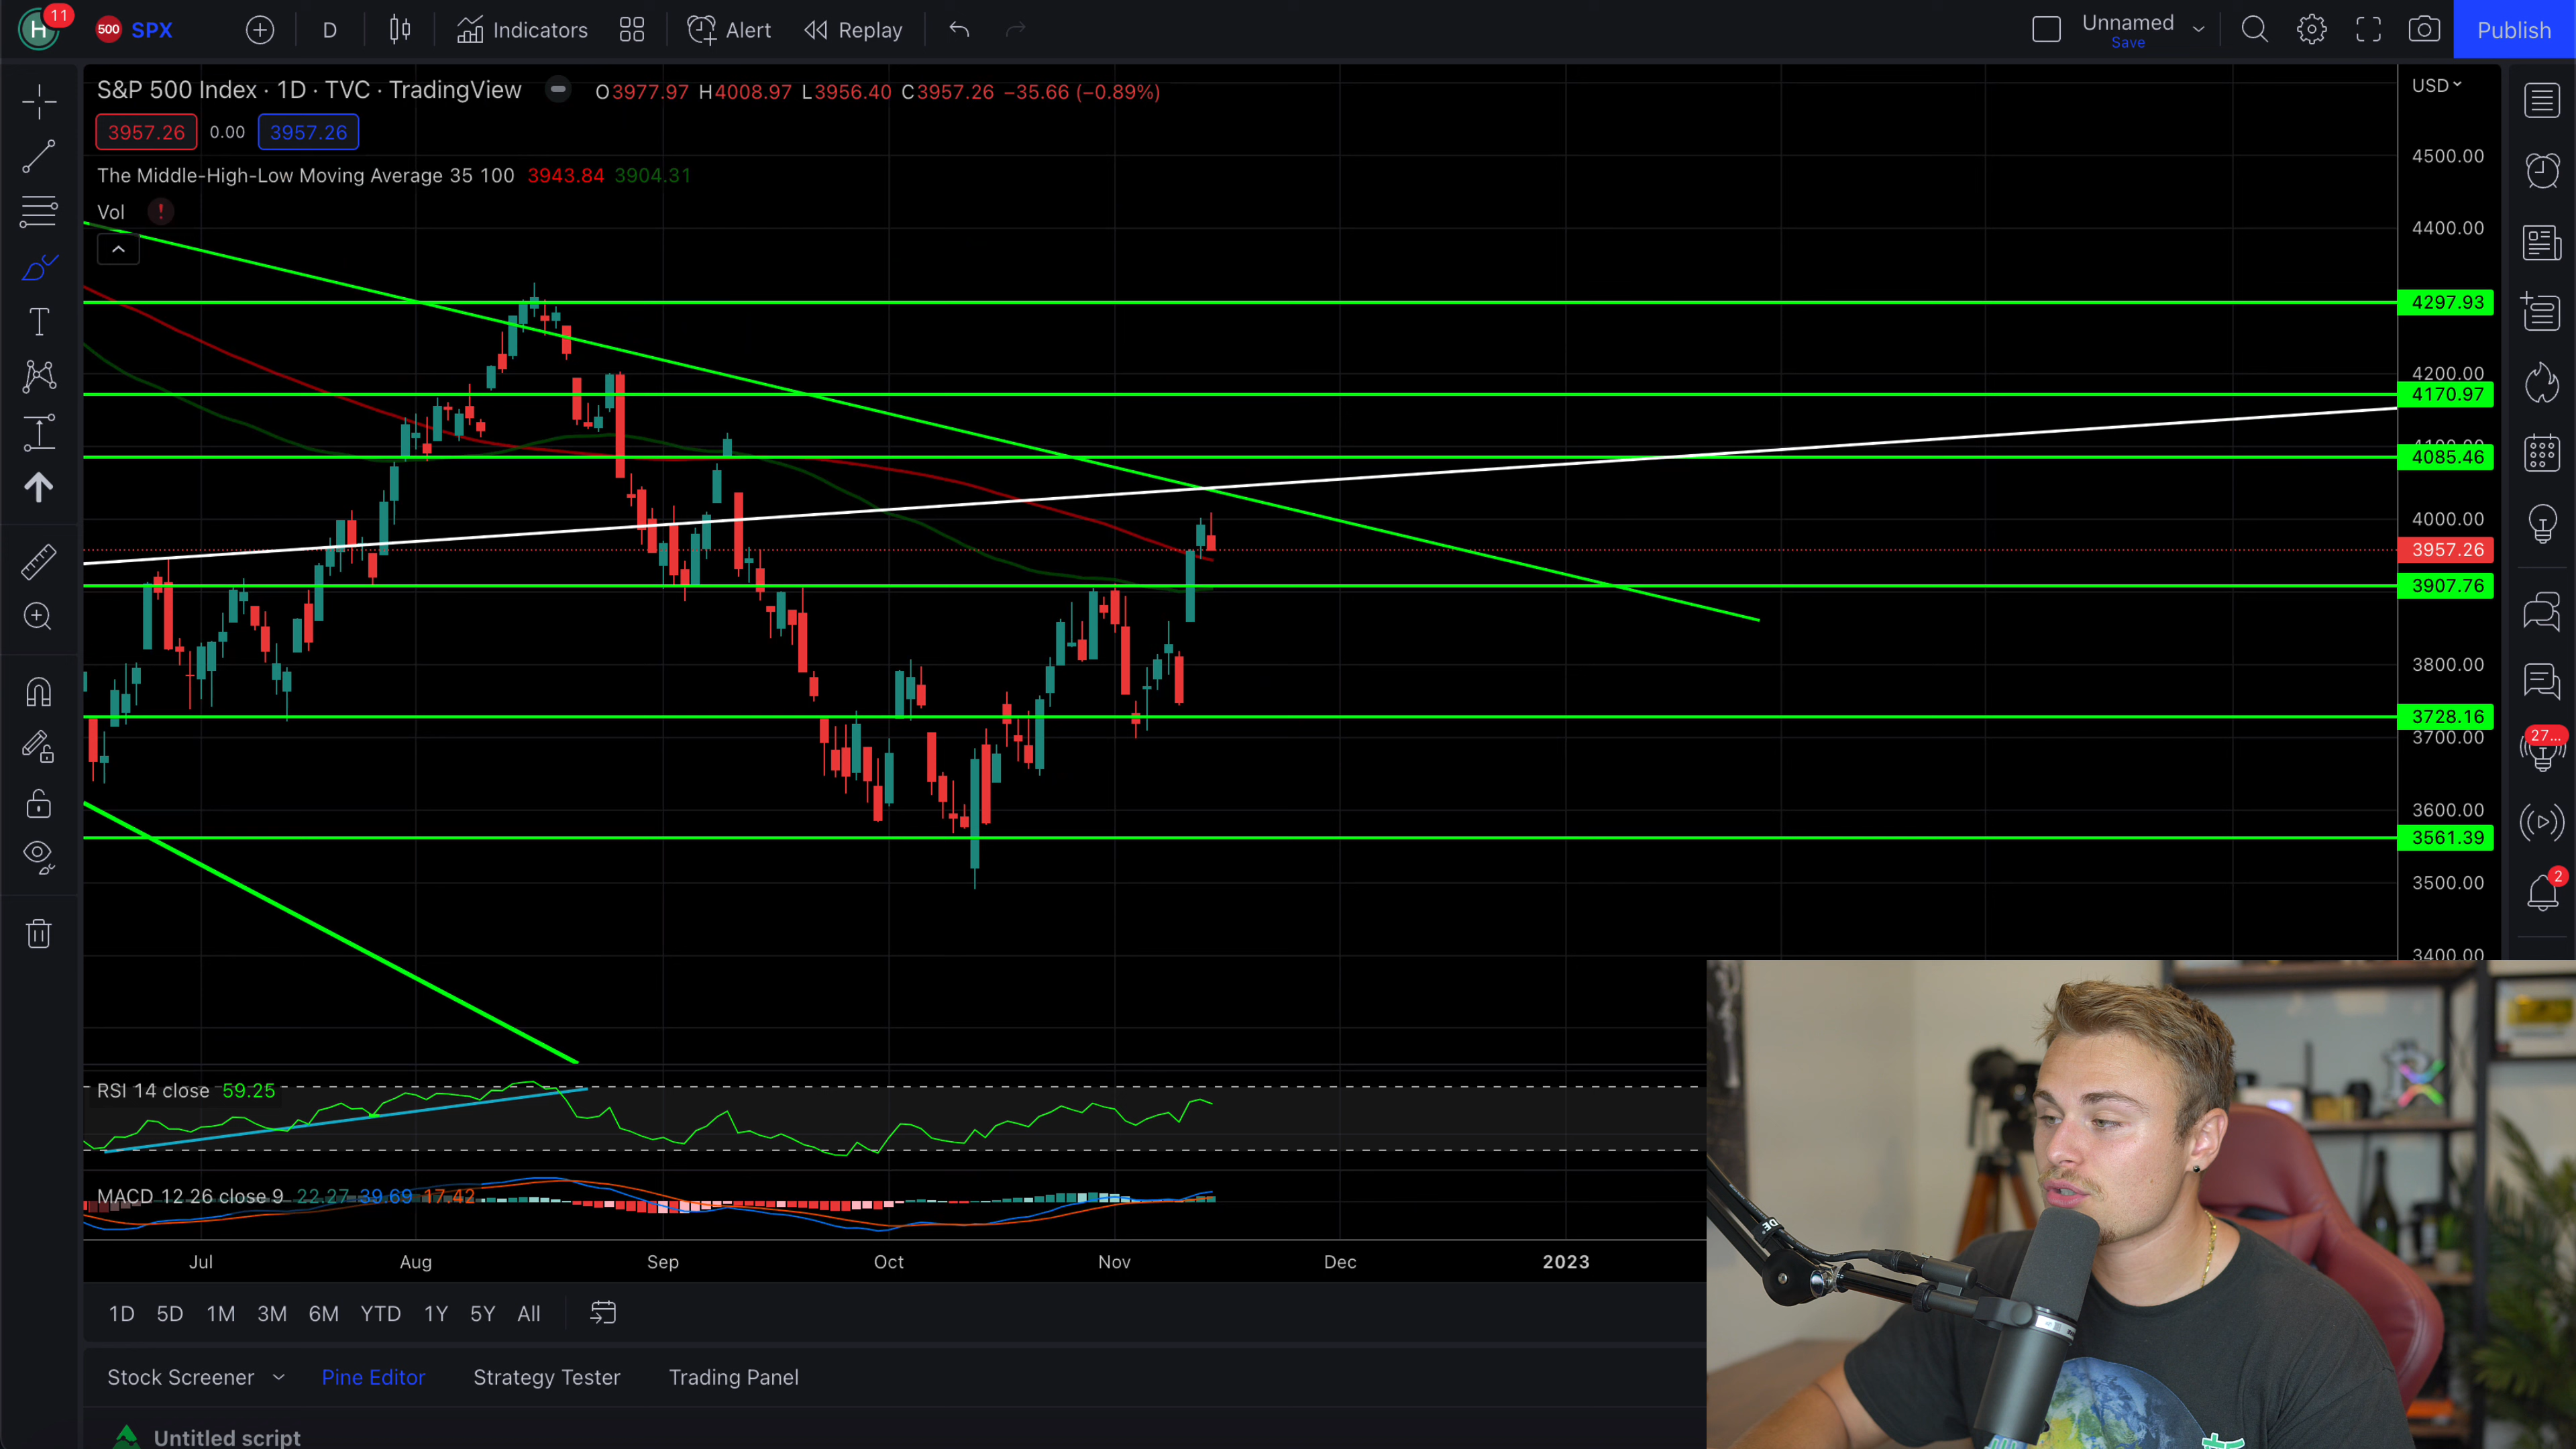 H 11 500 SPX D Indicators Alert Replay Unnamed Save Publish
S&P 500 Index · 1D · TVC · TradingView O3977.97 H4008.97 L3956.40 C3957.26 −35.66 (−0.89%)
USD
3957.26 0.00 3957.26
The Middle-High-Low Moving Average 35 100 3943.84 3904.31
Vol !
4500.00
4400.00
4297.93
4200.00
4170.97
4100.00
4085.46
4000.00
3957.26
3907.76
3800.00
3728.16
3700.00
3600.00
3561.39
3500.00
3400.00
27...
2
RSI 14 close 59.25
MACD 12 26 close 9 22.27 39.69 17.42
Jul Aug Sep Oct Nov Dec 2023
1D 5D 1M 3M 6M YTD 1Y 5Y All
Stock Screener Pine Editor Strategy Tester Trading Panel
Untitled script